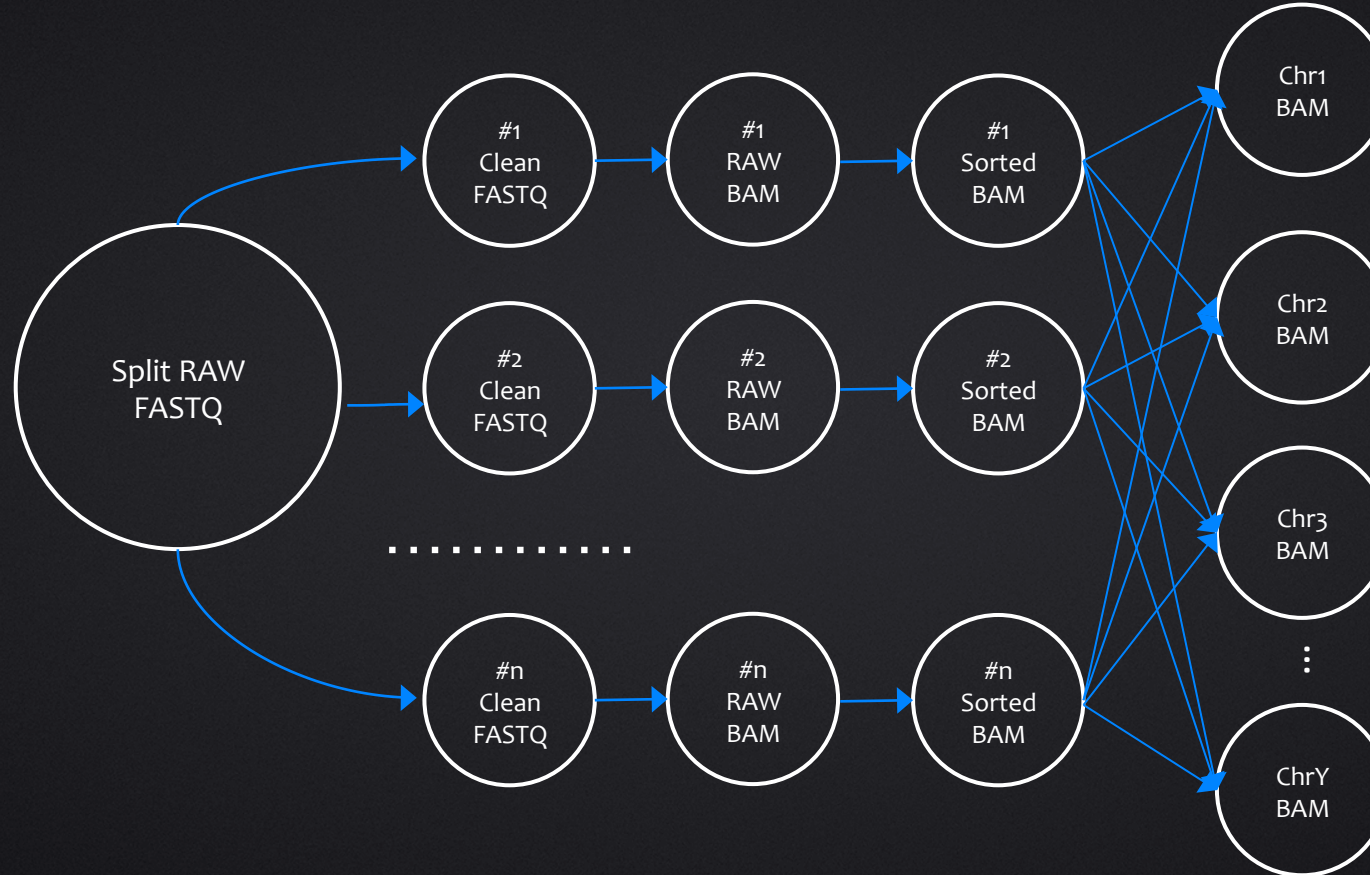 Split RAW
FASTQ
#1
Clean
FASTQ
#1
RAW
BAM
#1
Sorted
BAM
Chr1
BAM
#2
Clean
FASTQ
#2
RAW
BAM
#2
Sorted
BAM
Chr2
BAM
Chr3
BAM
#n
Clean
FASTQ
#n
RAW
BAM
#n
Sorted
BAM
ChrY
BAM